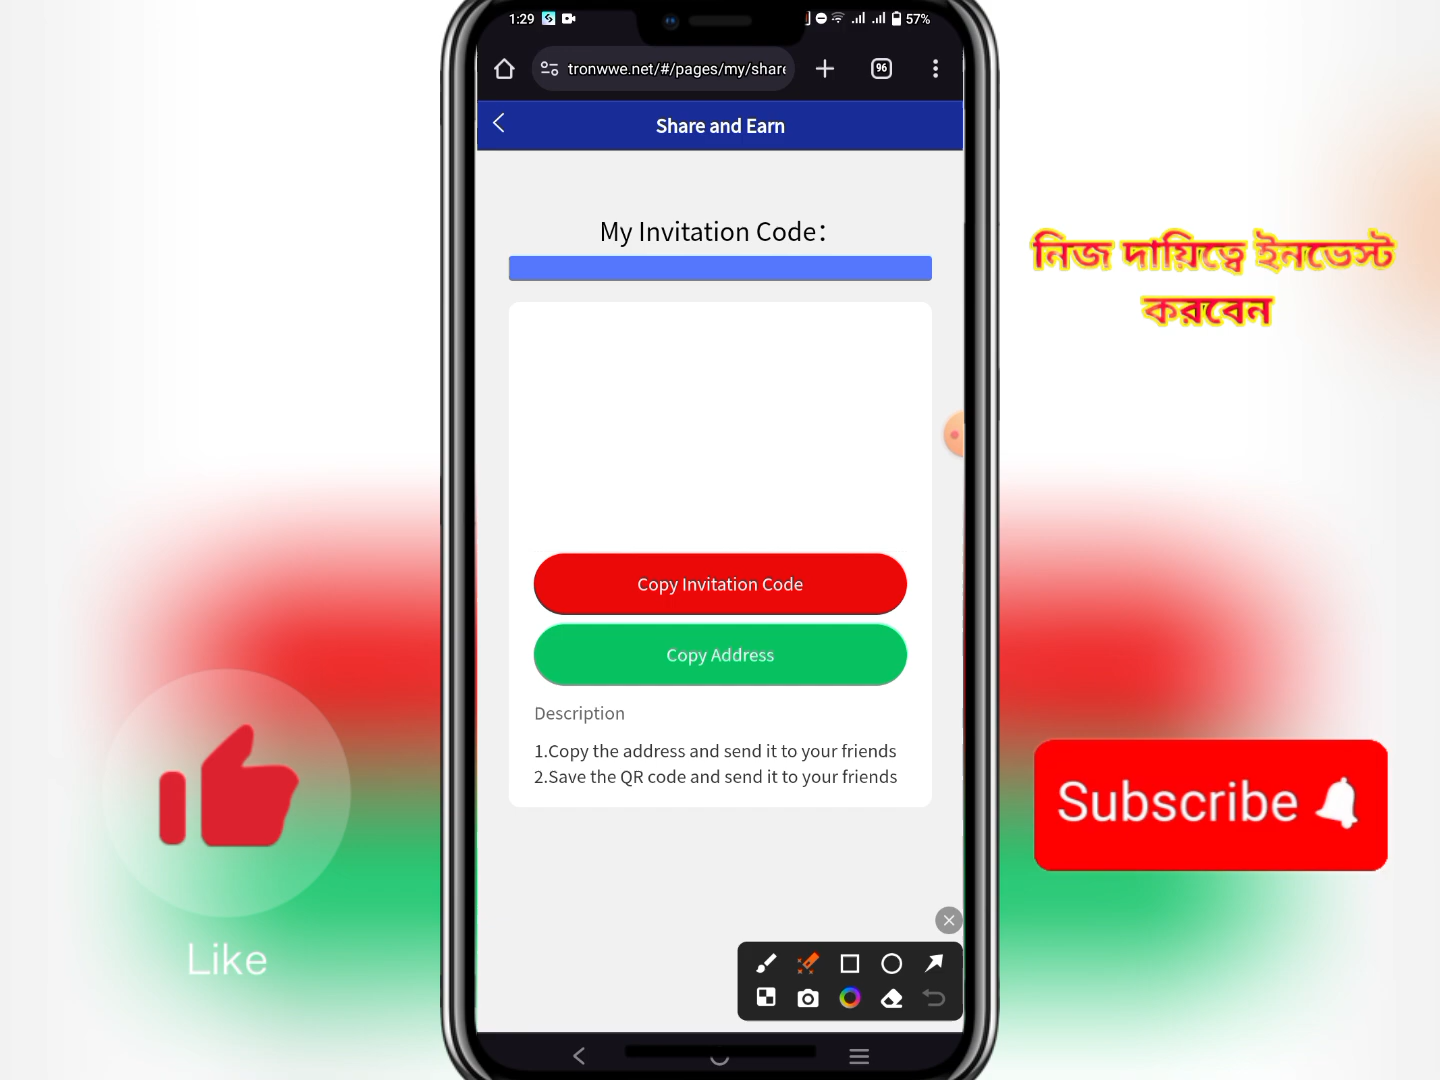 1:29
57%
tronwwe.net/#/pages/my/share
96
Share and Earn
My Invitation Code:
নিজ দায়িত্বে ইনভেস্ট
করবেন
Copy Invitation Code
Copy Address
Description
1.Copy the address and send it to your friends
2.Save the QR code and send it to your friends
Subscribe
Like